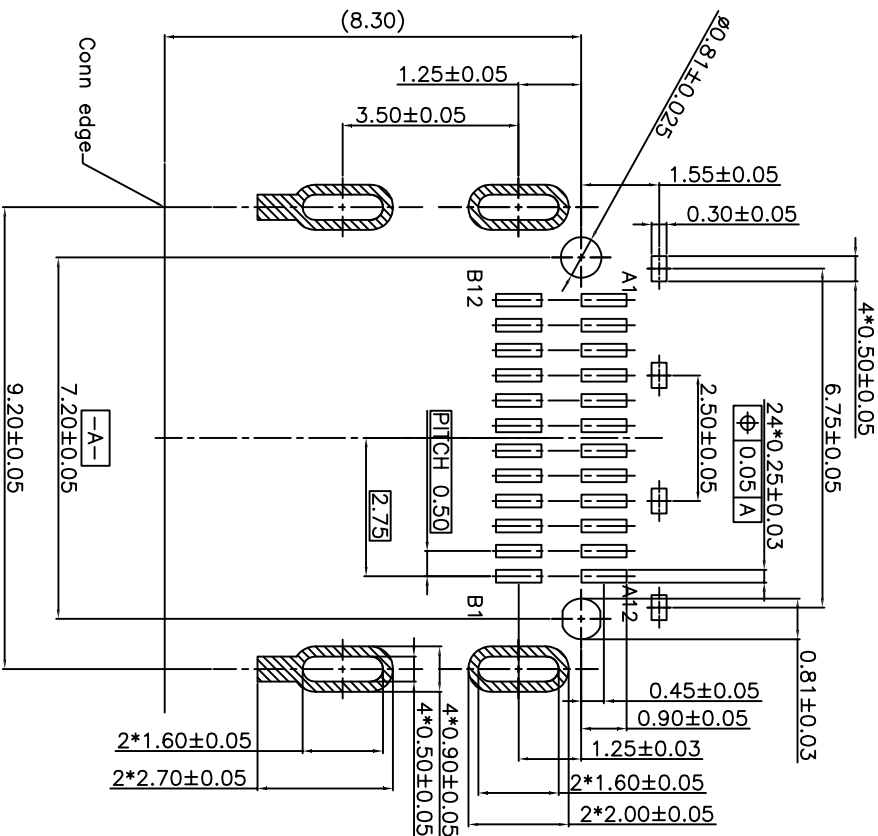 (8.30)
1.25±0.05
3.50±0.05
Conn edge
ø0.81±0.025
1.55±0.05
0.30±0.05
4*0.50±0.05
6.75±0.05
2.50±0.05
24*0.25±0.03
⌖ 0.05 A
A1
B12
PITCH 0.50
2.75
-A-
7.20±0.05
9.20±0.05
B1
A12
0.81±0.03
0.45±0.05
0.90±0.05
1.25±0.03
2*1.60±0.05
2*2.00±0.05
2*1.60±0.05
2*2.70±0.05
4*0.90±0.05
4*0.50±0.05